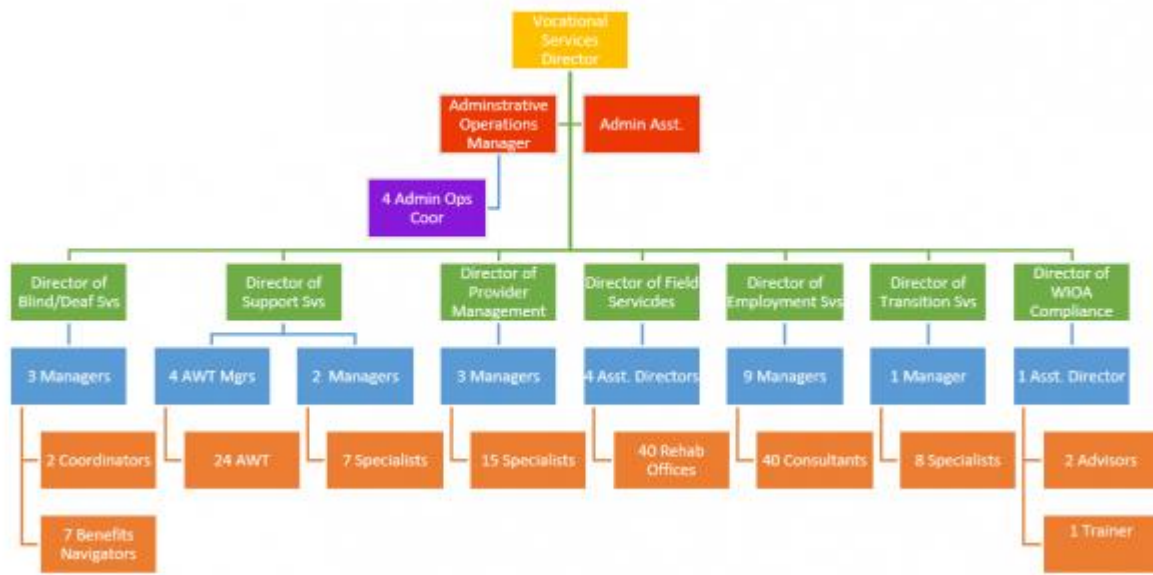 Vocational
Services
Director
Adminstrative
Operations
Manager
Admin Asst.
4 Admin Ops
Coor
Director of
Blind/Deaf Svs
Director of
Support Svs
Director of
Provider
Management
Director of Field
Servicdes
Director of
Employment Svs
Director of
Transition Svs
Director of
WIOA
Compliance
3 Managers
4 AWT Mgrs
2 Managers
3 Managers
4 Asst. Directors
9 Managers
1 Manager
1 Asst. Director
2 Coordinators
24 AWT
7 Specialists
15 Specialists
40 Rehab
Offices
40 Consultants
8 Specialists
2 Advisors
7 Benefits
Navigators
1 Trainer